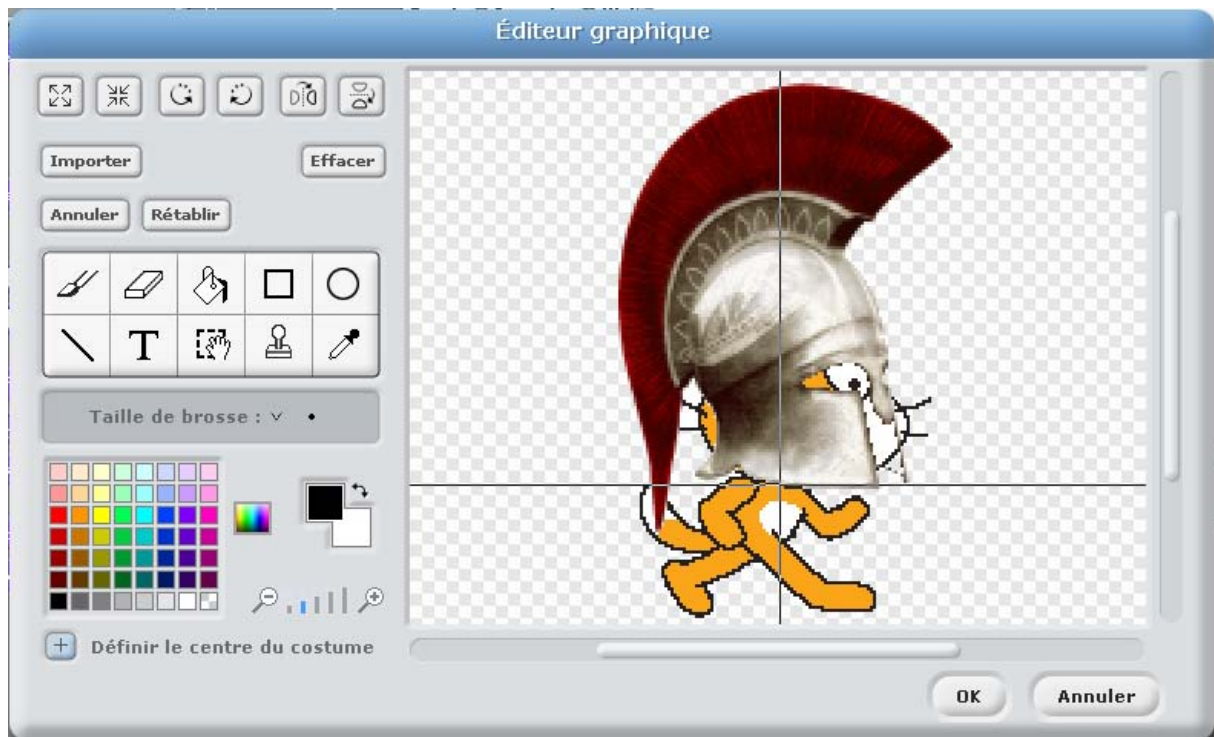 Éditeur graphique
Importer
Effacer
Annuler
Rétablir
T
Taille de brosse :
Définir le centre du costume
OK
Annuler